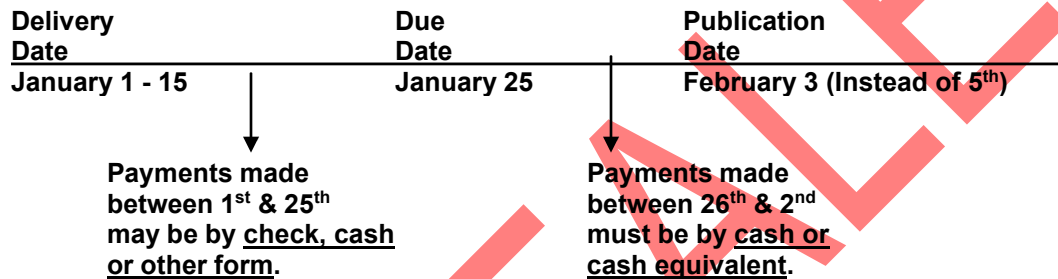 Delivery Due Publication
Date Date Date
January 1 - 15 January 25 February 3 (Instead of 5th)
Payments made
between 1st & 25th
may be by check, cash
or other form.
Payments made
between 26th & 2nd
must be by cash or
cash equivalent.